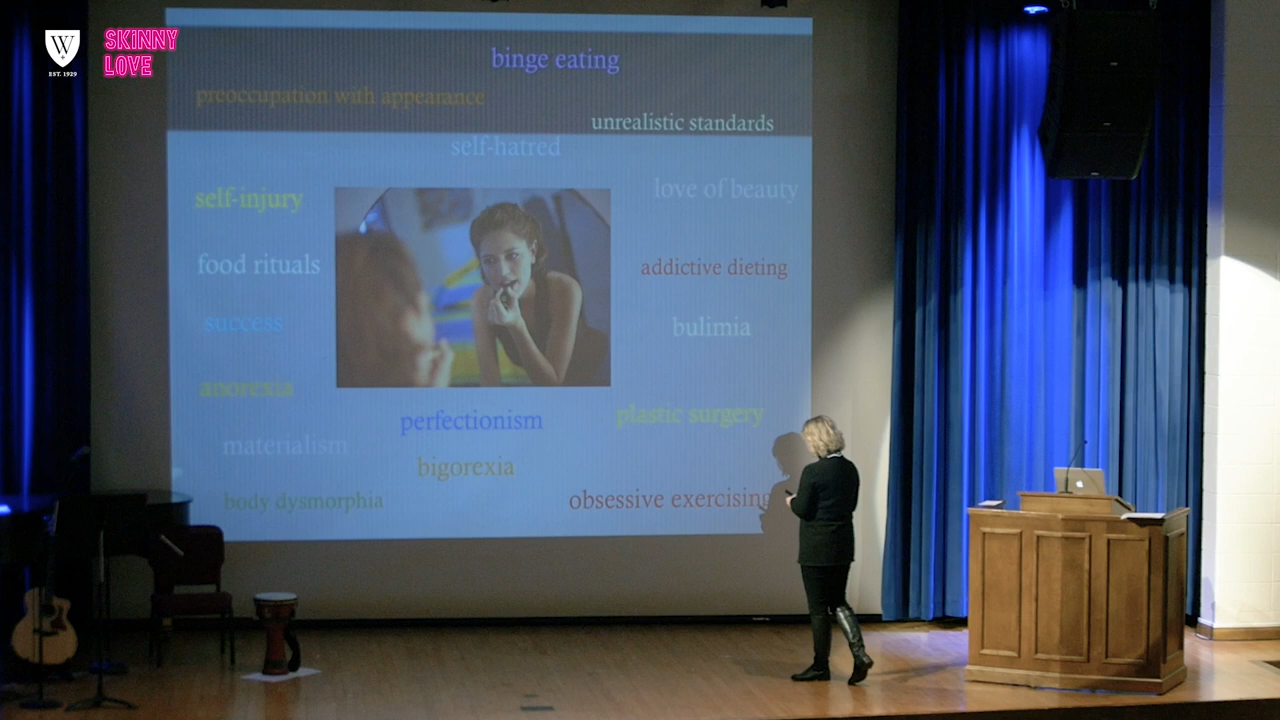 W
EST. 1929
SKINNY
LOVE
binge eating
preoccupation with appearance
unrealistic standards
self-hatred
love of beauty
self-injury
food rituals
addictive dieting
success
bulimia
anorexia
perfectionism
plastic surgery
materialism
bigorexia
body dysmorphia
obsessive exercising